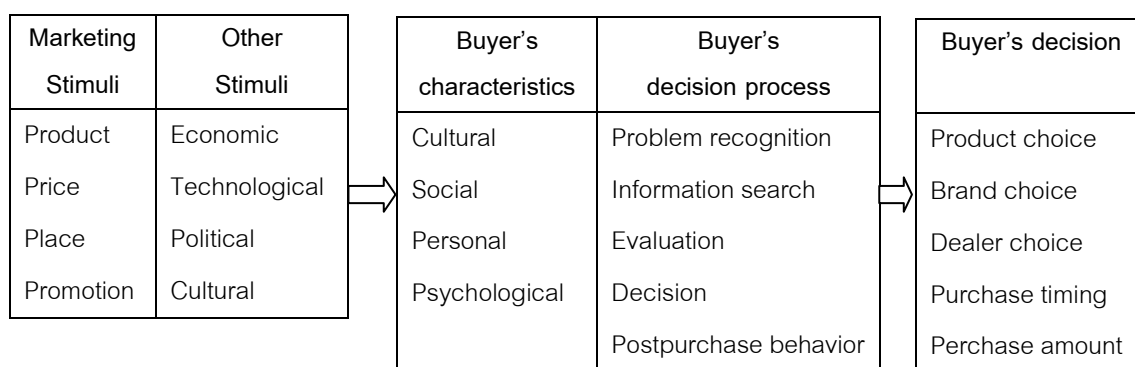 Marketing
Stimuli
Other
Stimuli
Product
Price
Place
Promotion
Economic
Technological
Political
Cultural
Buyer's
characteristics
Buyer's
decision process
Cultural
Social
Personal
Psychological
Problem recognition
Information search
Evaluation
Decision
Postpurchase behavior
Buyer's decision
Product choice
Brand choice
Dealer choice
Purchase timing
Perchase amount